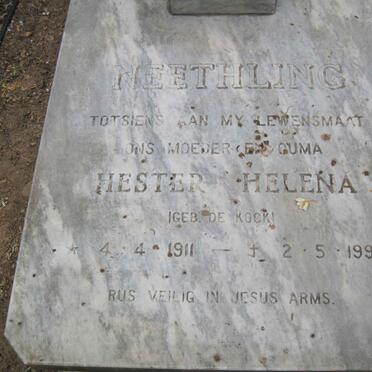 NEETHLING
TOTSIENS AAN MY LEWENSMAAT
ONS MOEDER EN OUMA
HESTER HELENA
(GEB. DE KOCK)
* 4·4·1911 — † 2·5·199
RUS VEILIG IN JESUS ARMS.